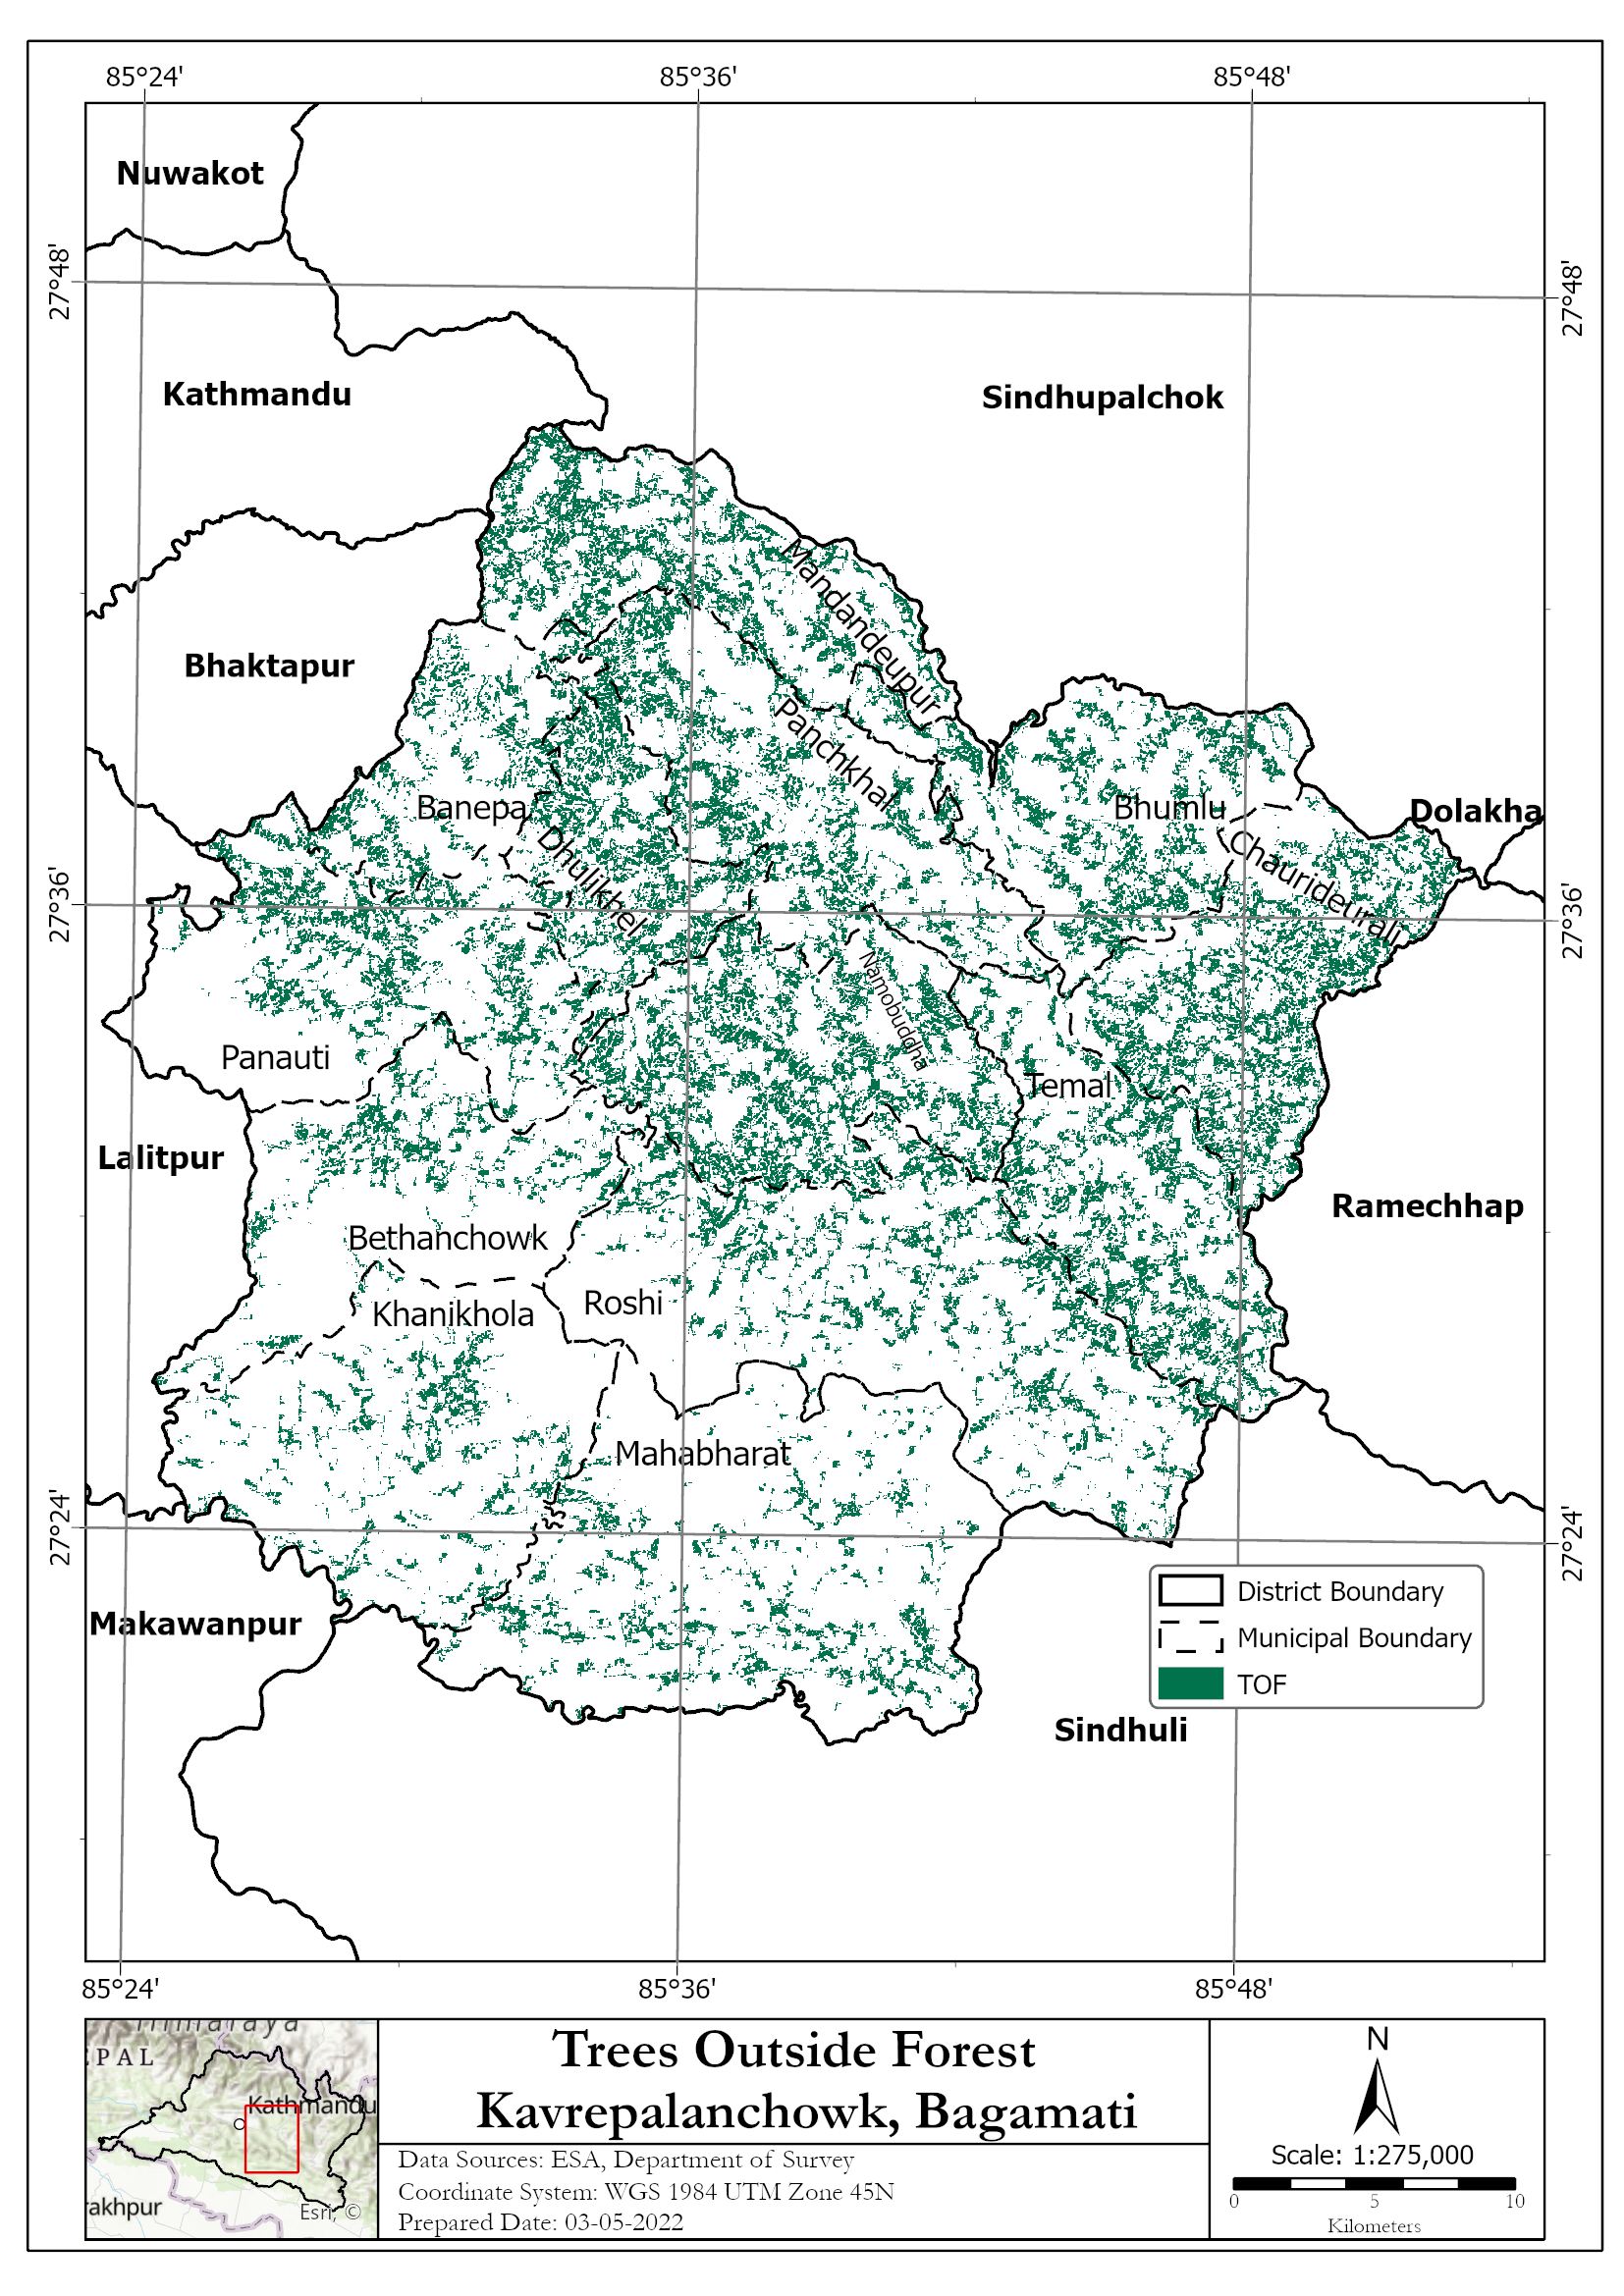 85°24' 85°36' 85°48'
Nuwakot
27°48' 27°48'
Kathmandu
Sindhupalchok
Mandandeupur
Bhaktapur
Panchkhal
Banepa
Bhumlu
Dolakha
Dhulikhel
Chaurideurali
27°36' 27°36'
Namobuddha
Panauti
Temal
Lalitpur
Ramechhap
Bethanchowk
Roshi
Khanikhola
Mahabharat
27°24' 27°24'
District Boundary
Makawanpur
Municipal Boundary
TOF
Sindhuli
85°24' 85°36' 85°48'
EPAL
Kathmandu
rakhpur
Esri, ©
Trees Outside Forest
Kavrepalanchowk, Bagamati
Data Sources: ESA, Department of Survey
Coordinate System: WGS 1984 UTM Zone 45N
Prepared Date: 03-05-2022
N
Scale: 1:275,000
0 5 10
Kilometers